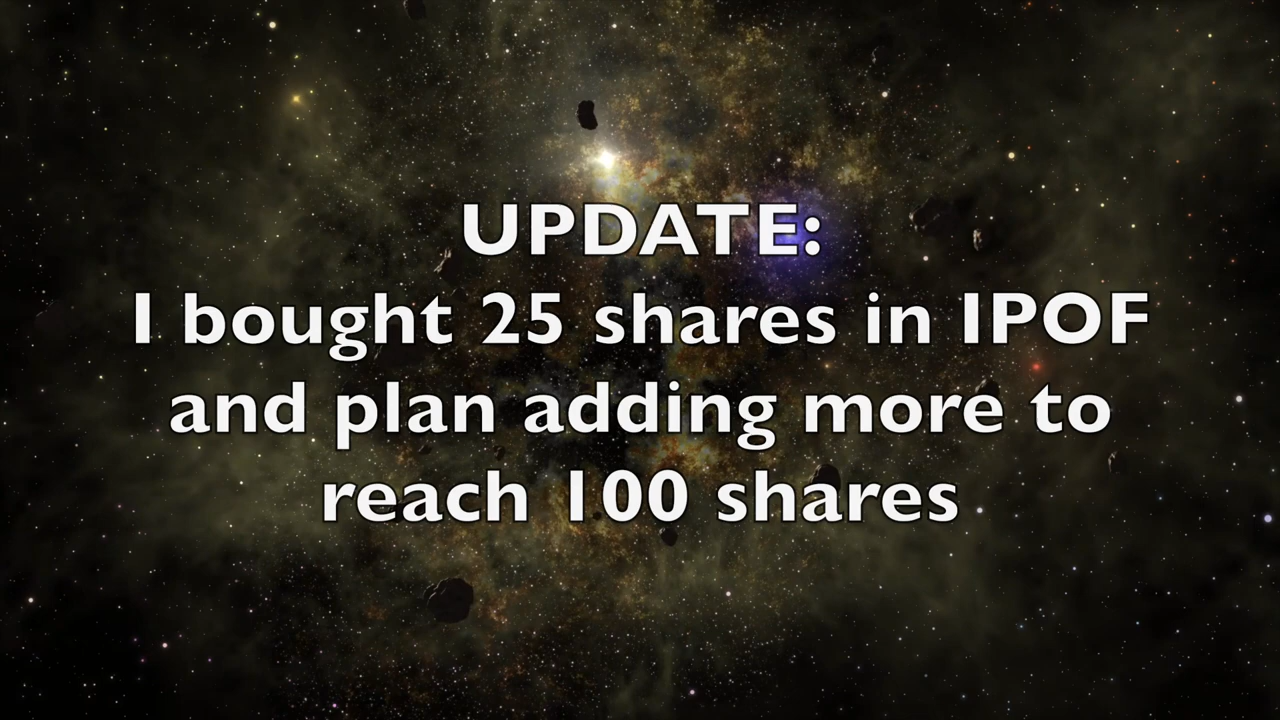 UPDATE:
I bought 25 shares in IPOF
and plan adding more to
reach 100 shares